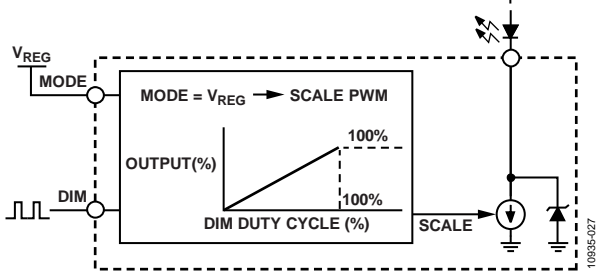 VREG
MODE
MODE = VREG → SCALE PWM
100%
OUTPUT(%)
DIM
100%
DIM DUTY CYCLE (%)
SCALE
10935-027